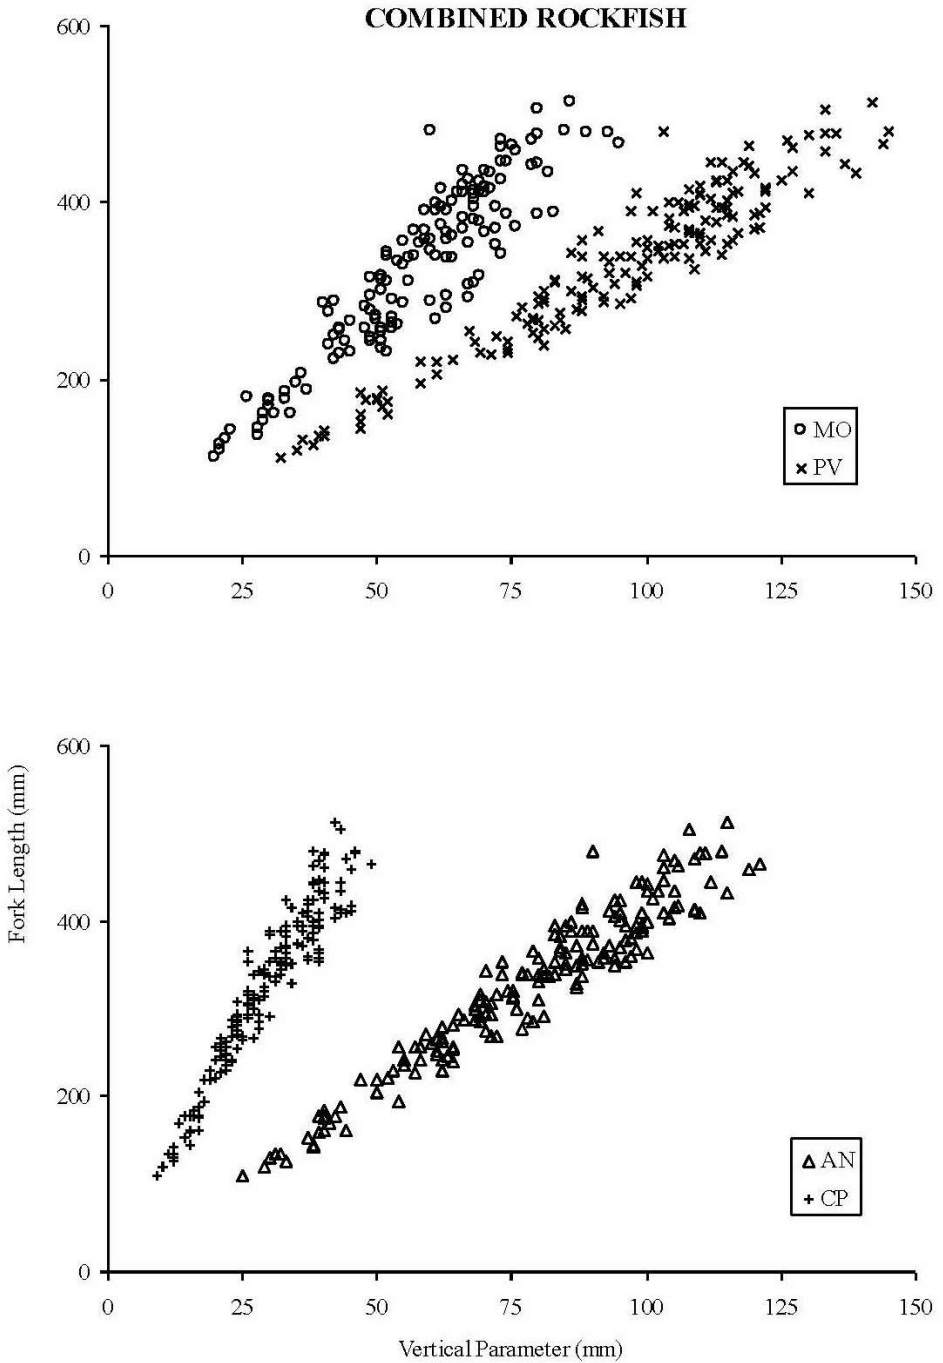 COMBINED ROCKFISH
600
400
200
0
0 25 50 75 100 125 150
MO
PV
Fork Length (mm)
600
400
200
0
0 25 50 75 100 125 150
AN
CP
Vertical Parameter (mm)